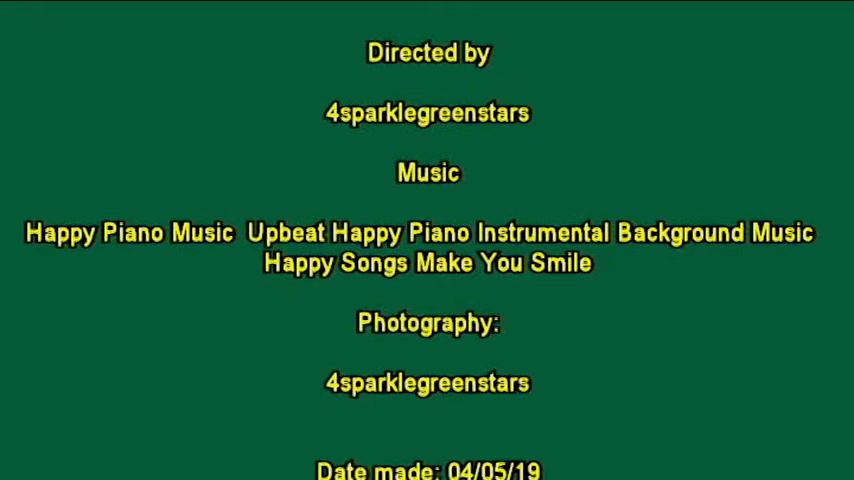 Directed by
4sparklegreenstars
Music
Happy Piano Music  Upbeat Happy Piano Instrumental Background Music
Happy Songs Make You Smile
Photography:
4sparklegreenstars
Date made: 04/05/19